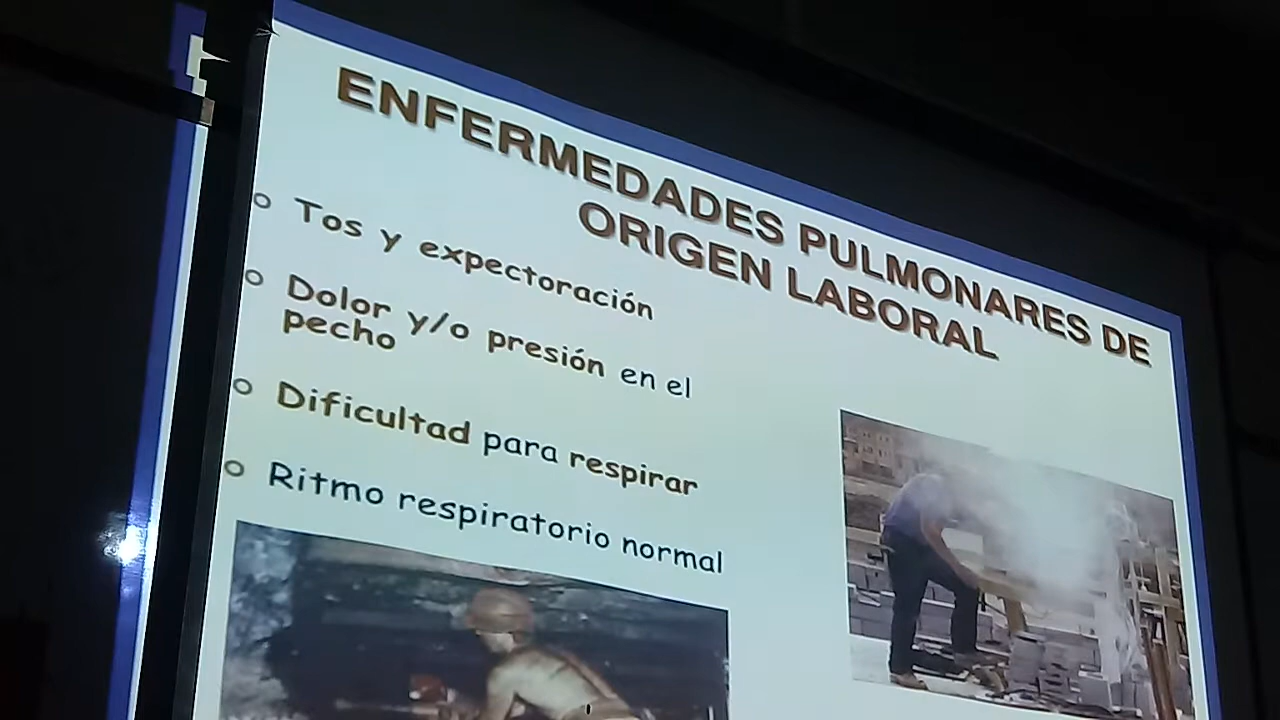 ENFERMEDADES PULMONARES DE
ORIGEN LABORAL
o Tos y expectoración
o Dolor y/o presión en el
pecho
o Dificultad para respirar
o Ritmo respiratorio normal